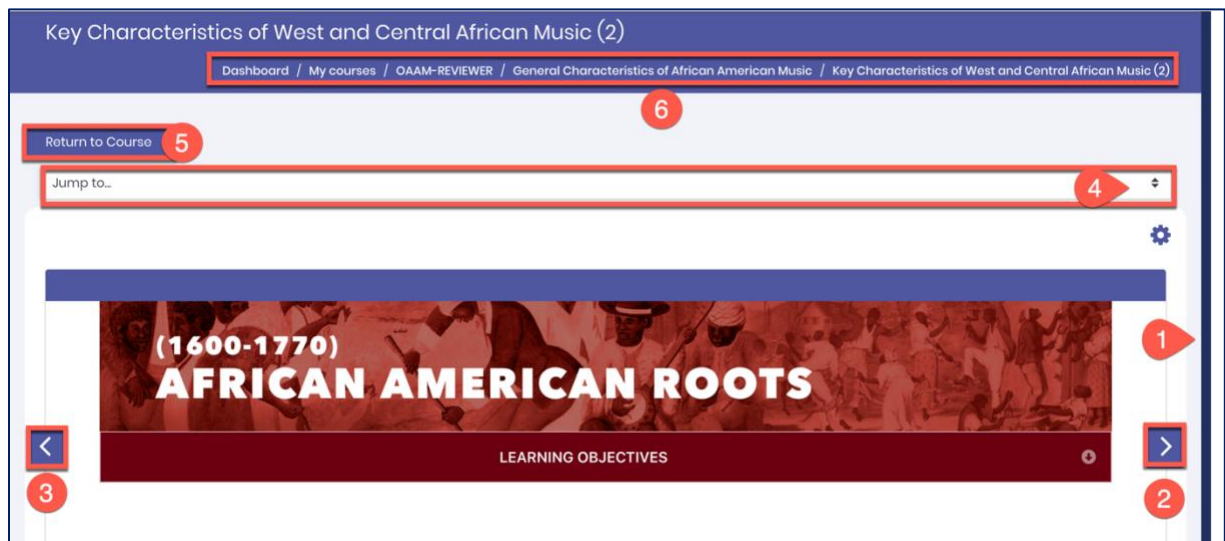 Key Characteristics of West and Central African Music (2)
Dashboard / My courses / OAAM-REVIEWER / General Characteristics of African American Music / Key Characteristics of West and Central African Music (2)
6
Return to Course
5
Jump to...
4
(1600-1770)
1
AFRICAN AMERICAN ROOTS
LEARNING OBJECTIVES
3
2